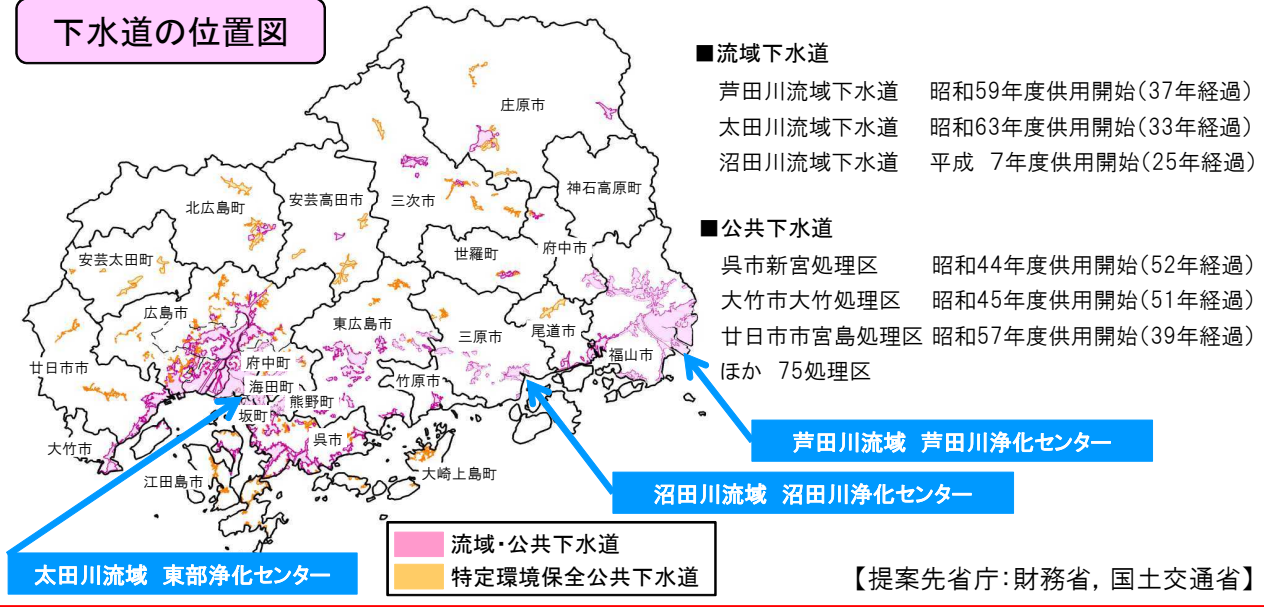 下水道の位置図
■流域下水道
芦田川流域下水道 昭和59年度供用開始(37年経過)
太田川流域下水道 昭和63年度供用開始(33年経過)
沼田川流域下水道 平成 7年度供用開始(25年経過)
■公共下水道
呉市新宮処理区 昭和44年度供用開始(52年経過)
大竹市大竹処理区 昭和45年度供用開始(51年経過)
廿日市市宮島処理区 昭和57年度供用開始(39年経過)
ほか 75処理区
庄原市
神石高原町
三次市
安芸高田市
北広島町
世羅町
府中市
安芸太田町
広島市
東広島市
三原市
尾道市
福山市
府中町
廿日市市
海田町
竹原市
熊野町
坂町
呉市
大竹市
江田島市
大崎上島町
芦田川流域 芦田川浄化センター
沼田川流域 沼田川浄化センター
太田川流域 東部浄化センター
流域・公共下水道
特定環境保全公共下水道
【提案先省庁:財務省,国土交通省】